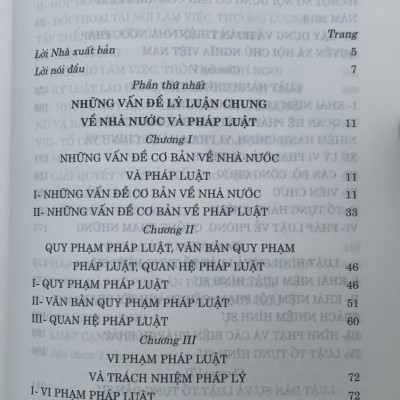 Trang
Lời Nhà xuất bản 5
Lời nói đầu 7
Phần thứ nhất
NHỮNG VẤN ĐỀ LÝ LUẬN CHUNG
VỀ NHÀ NƯỚC VÀ PHÁP LUẬT 11
Chương I
NHỮNG VẤN ĐỀ CƠ BẢN VỀ NHÀ NƯỚC
VÀ PHÁP LUẬT 11
I- NHỮNG VẤN ĐỀ CƠ BẢN VỀ NHÀ NƯỚC 11
II- NHỮNG VẤN ĐỀ CƠ BẢN VỀ PHÁP LUẬT 33
Chương II
QUY PHẠM PHÁP LUẬT, VĂN BẢN QUY PHẠM
PHÁP LUẬT, QUAN HỆ PHÁP LUẬT 46
I- QUY PHẠM PHÁP LUẬT 46
II- VĂN BẢN QUY PHẠM PHÁP LUẬT 51
III- QUAN HỆ PHÁP LUẬT 60
Chương III
VI PHẠM PHÁP LUẬT
VÀ TRÁCH NHIỆM PHÁP LÝ 72
I- VI PHẠM PHÁP LUẬT 72